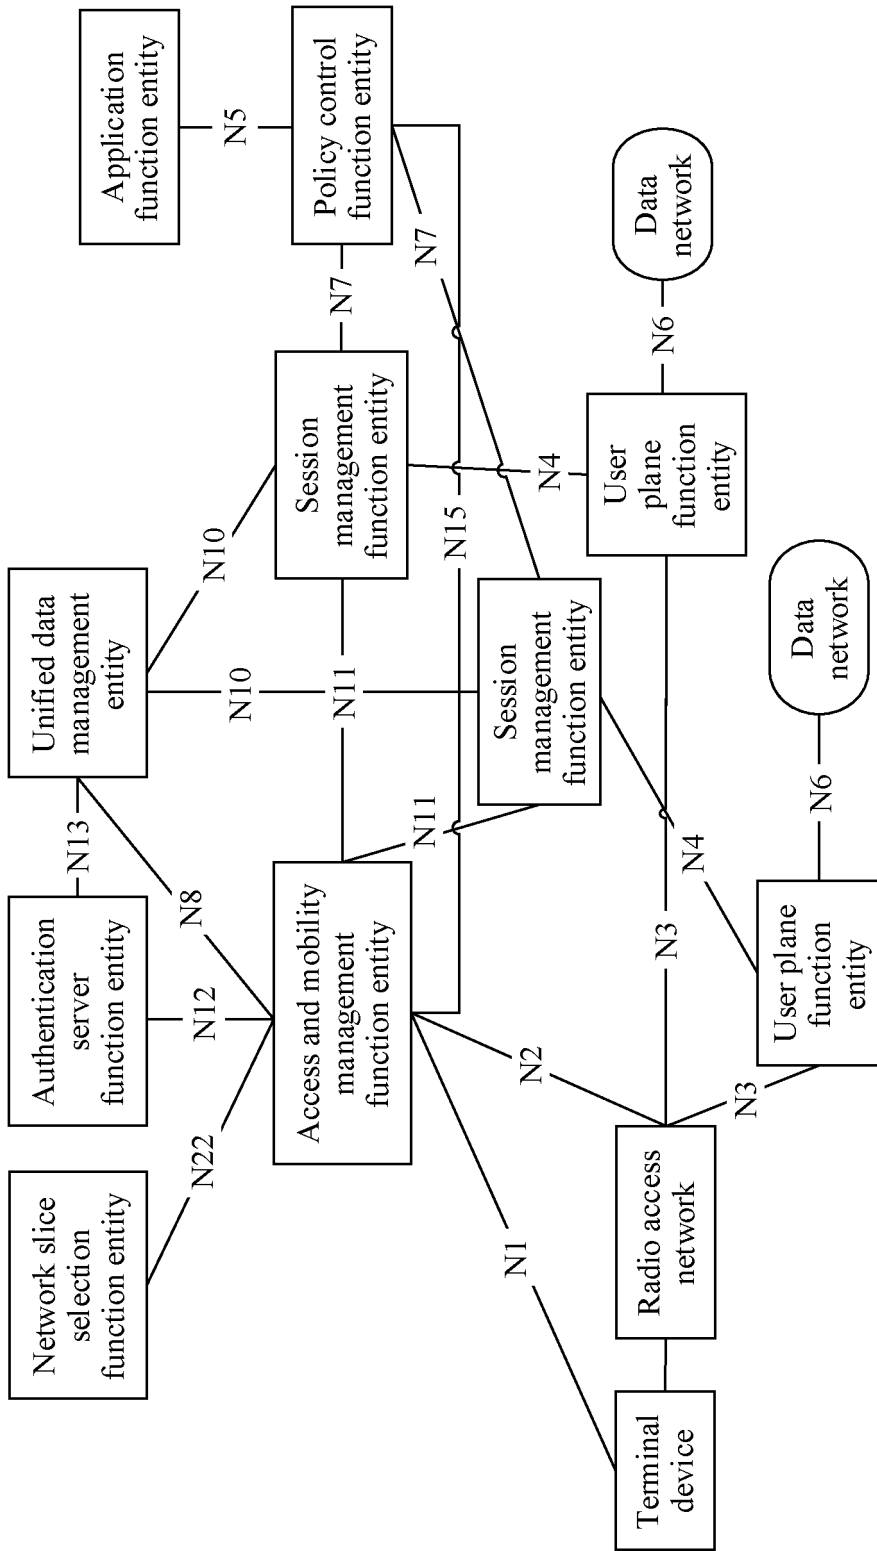 Network slice
selection
function entity
N22
Authentication
server
function entity
N13
Unified data
management
entity
N12
N8
N10
N10
Application
function entity
N5
Access and mobility
management
function entity
N11
Session
management
function entity
N7
Policy control
function entity
N11
N15
N7
Session
management
function entity
N1
N2
N4
Terminal
device
Radio access
network
N3
User
plane
function
entity
N6
Data
network
N4
N3
User plane
function
entity
N6
Data
network